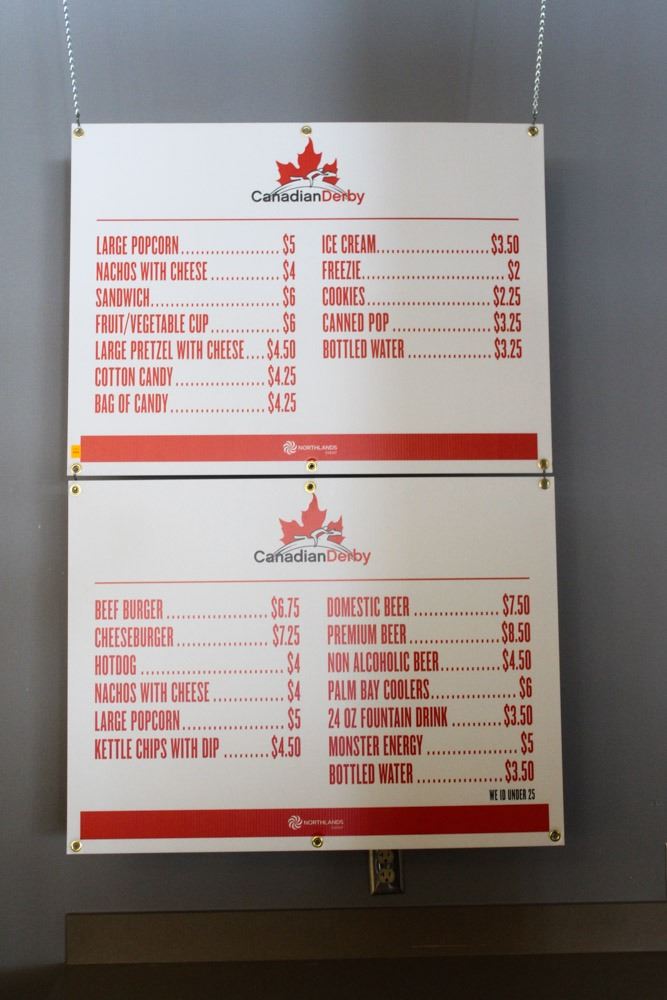 CanadianDerby
LARGE POPCORN.................$5
NACHOS WITH CHEESE ............$4
SANDWICH......................$6
FRUIT/VEGETABLE CUP............$6
LARGE PRETZEL WITH CHEESE....$4.50
COTTON CANDY..................$4.25
BAG OF CANDY...................$4.25
ICE CREAM.................$3.50
FREEZIE......................$2
COOKIES...................$2.25
CANNED POP................$3.25
BOTTLED WATER ............$3.25
NORTHLANDS
EVENT
CanadianDerby
BEEF BURGER .................$6.75
CHEESEBURGER................$7.25
HOTDOG ......................$4
NACHOS WITH CHEESE ...........$4
LARGE POPCORN................$5
KETTLE CHIPS WITH DIP ........$4.50
DOMESTIC BEER ..............$7.50
PREMIUM BEER ...............$8.50
NON ALCOHOLIC BEER..........$4.50
PALM BAY COOLERS.............$6
24 OZ FOUNTAIN DRINK ........$3.50
MONSTER ENERGY ..............$5
BOTTLED WATER ..............$3.50
WE ID UNDER 25
NORTHLANDS
EVENT